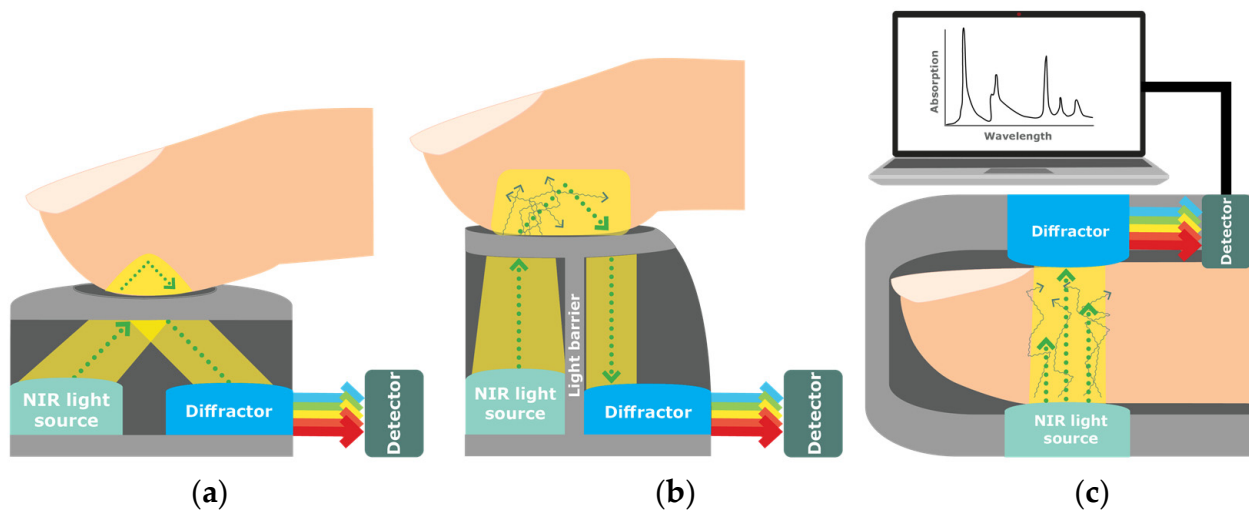 NIR light
source
Diffractor
Detector
(a)
NIR light
source
Light barrier
Diffractor
Detector
(b)
Absorption
Wavelength
Diffractor
Detector
NIR light
source
(c)